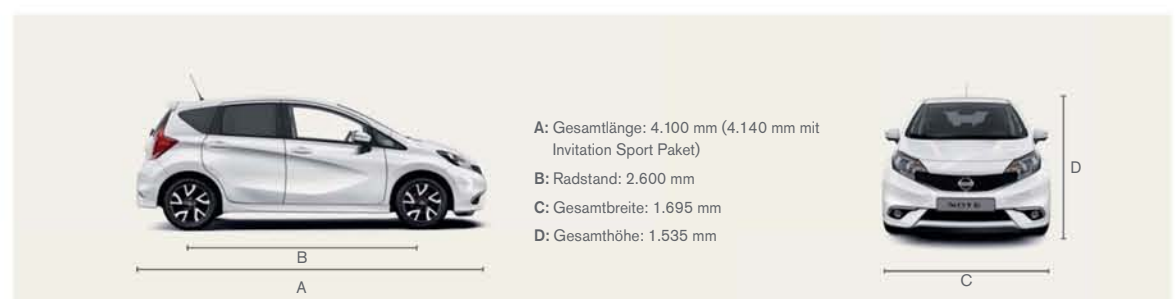 A: Gesamtlänge: 4.100 mm (4.140 mm mit
Invitation Sport Paket)
B: Radstand: 2.600 mm
C: Gesamtbreite: 1.695 mm
D: Gesamthöhe: 1.535 mm
B
A
NOTE
D
C